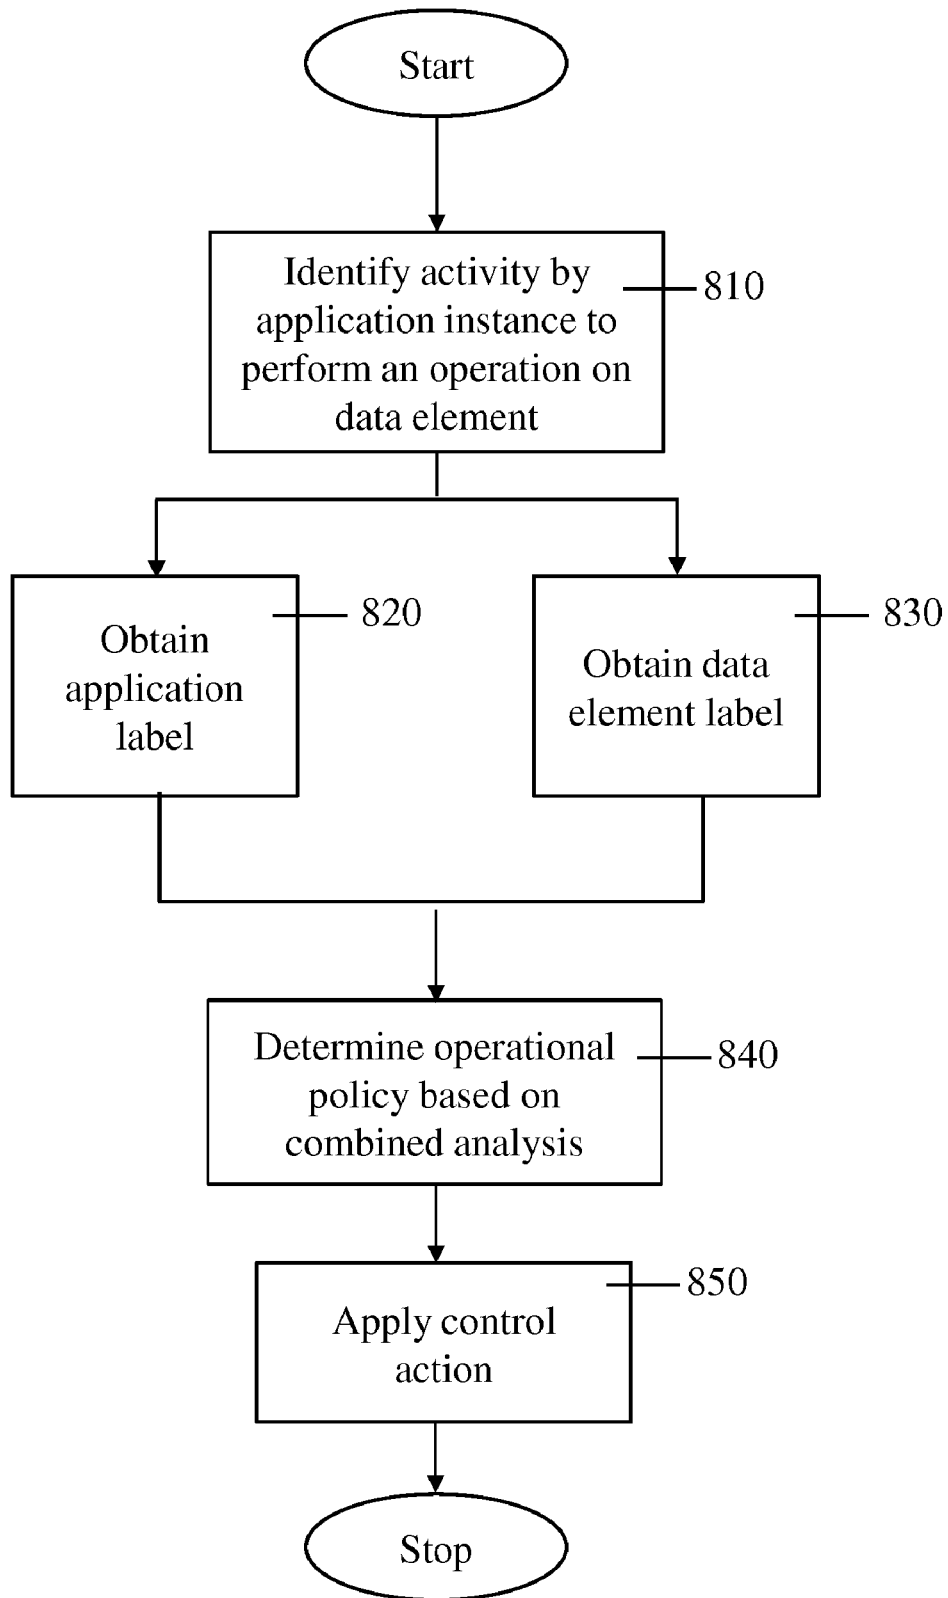 Start
Identify activity by
application instance to
perform an operation on
data element
810
Obtain
application
label
820
Obtain data
element label
830
Determine operational
policy based on
combined analysis
840
Apply control
action
850
Stop